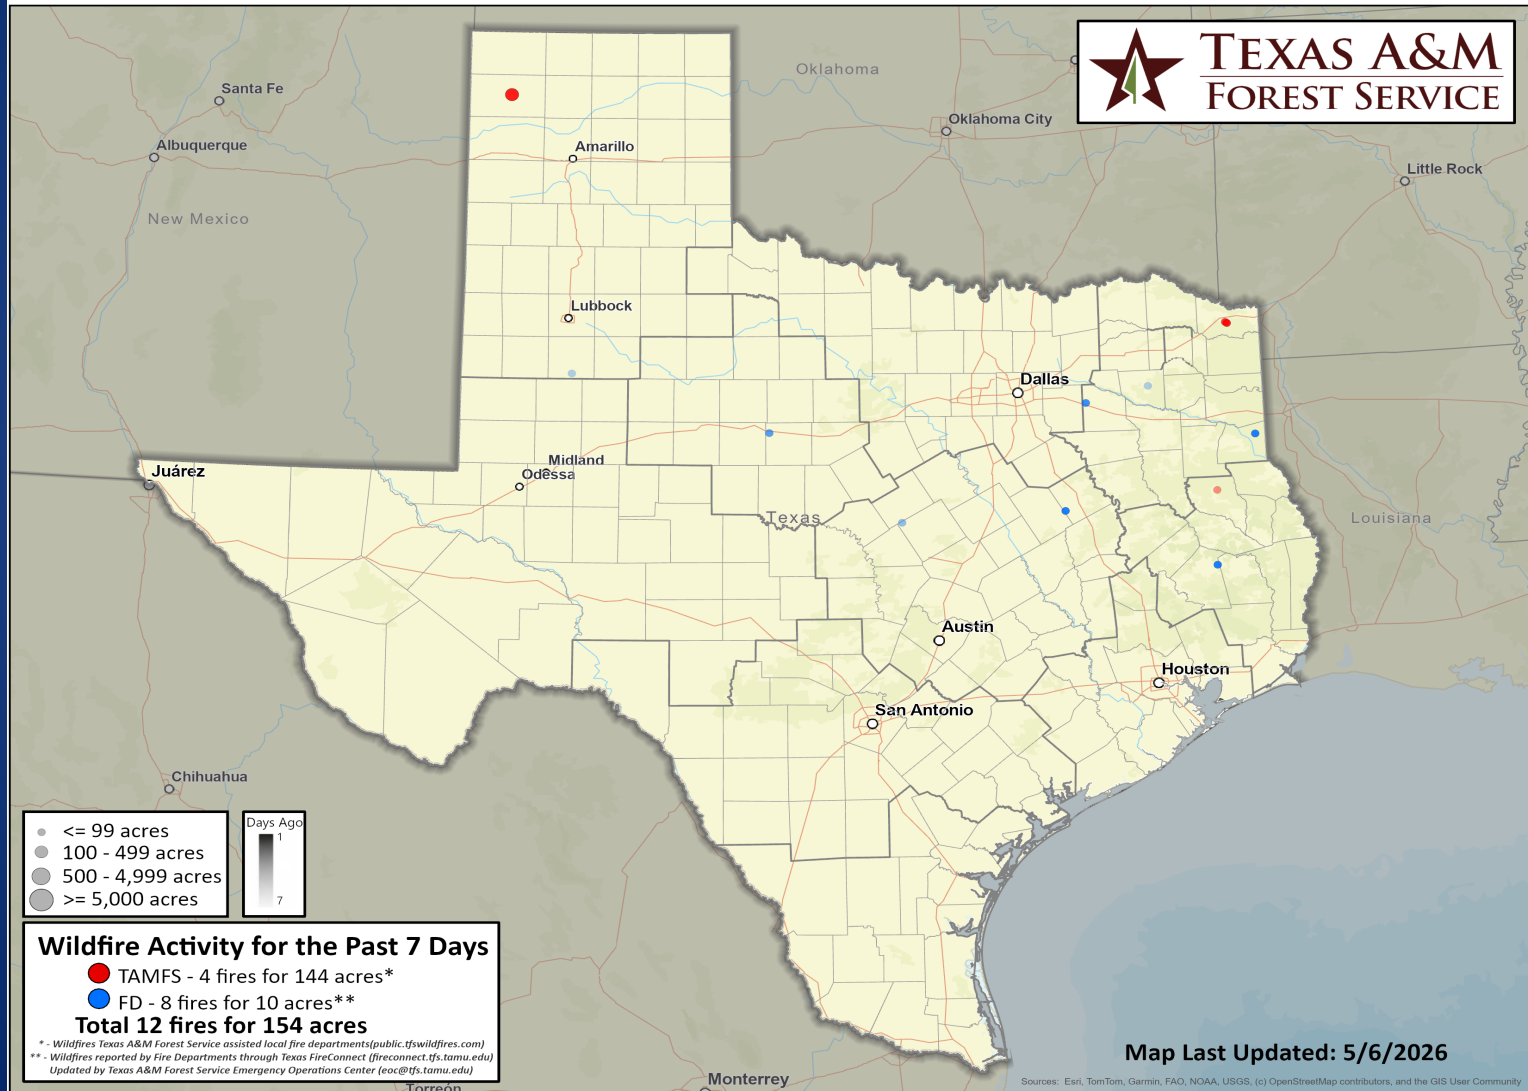 TEXAS A&M
FOREST SERVICE
Oklahoma
Santa Fe
Oklahoma City
Albuquerque
Amarillo
Little Rock
New Mexico
Lubbock
Dallas
Midland
Odessa
Juárez
Texas
Louisiana
Austin
Houston
San Antonio
Chihuahua
<= 99 acres
100 - 499 acres
500 - 4,999 acres
>= 5,000 acres
Days Ago
1
7
Wildfire Activity for the Past 7 Days
TAMFS - 4 fires for 144 acres*
FD - 8 fires for 10 acres**
Total 12 fires for 154 acres
* - Wildfires Texas A&M Forest Service assisted local fire departments(public.tfswildfires.com)
** - Wildfires reported by Fire Departments through Texas FireConnect (fireconnect.tfs.tamu.edu)
Updated by Texas A&M Forest Service Emergency Operations Center (eoc@tfs.tamu.edu)
Torreón
Monterrey
Map Last Updated: 5/6/2026
Sources: Esri, TomTom, Garmin, FAO, NOAA, USGS, (c) OpenStreetMap contributors, and the GIS User Community